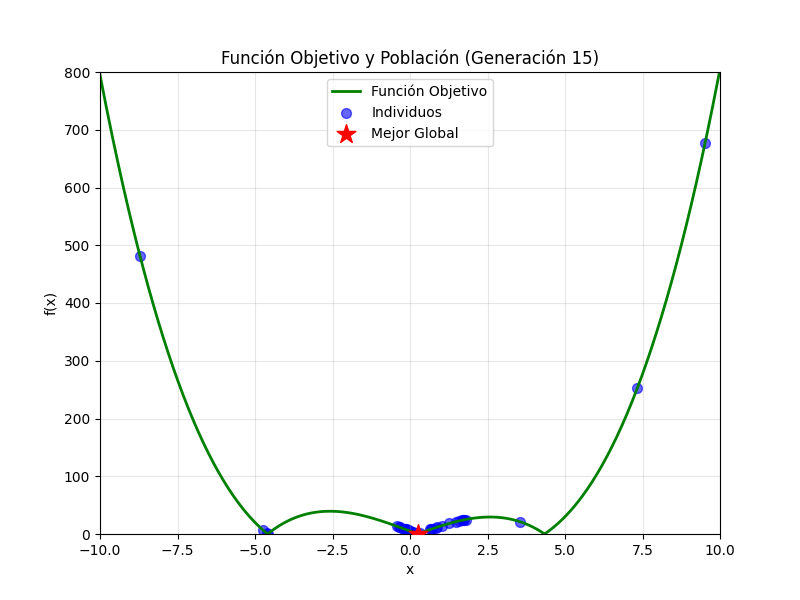 Función Objetivo y Población (Generación 15)
Función Objetivo
Individuos
Mejor Global
800
700
600
500
400
300
200
100
0
f(x)
−10.0 −7.5 −5.0 −2.5 0.0 2.5 5.0 7.5 10.0
x